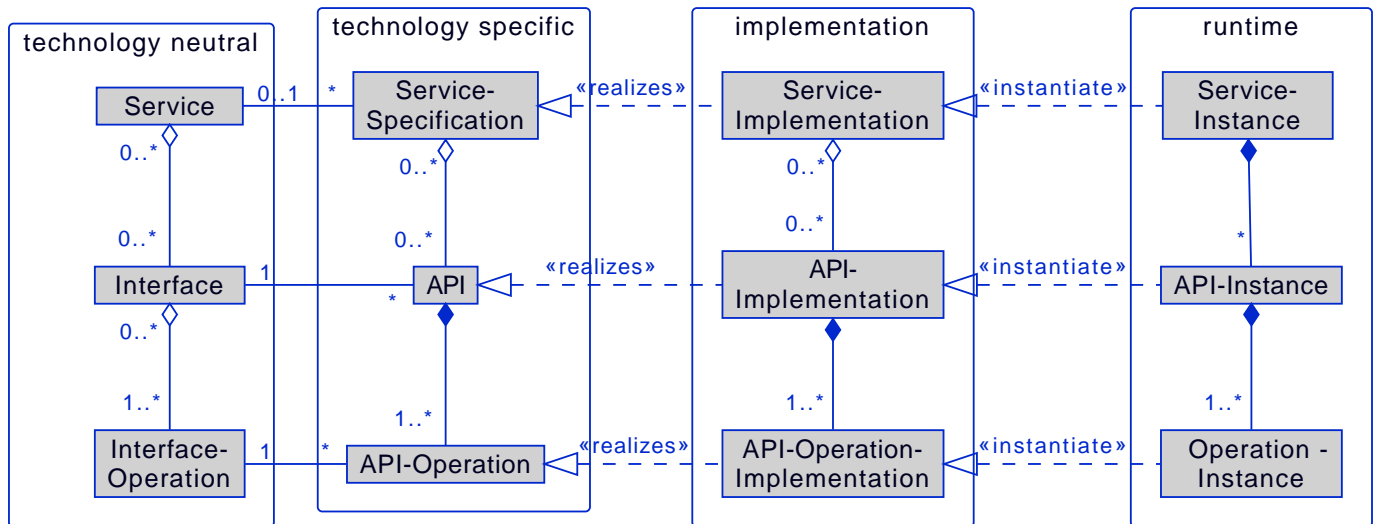 technology neutral
technology specific
implementation
runtime
Service
0..1
*
Service-
Specification
«realizes»
Service-
Implementation
«instantiate»
Service-
Instance
0..*
0..*
0..*
0..*
0..*
0..*
*
Interface
1
*
API
«realizes»
API-
Implementation
«instantiate»
API-Instance
0..*
1..*
1..*
1..*
1..*
Interface-
Operation
1
*
API-Operation
«realizes»
API-Operation-
Implementation
«instantiate»
Operation -
Instance